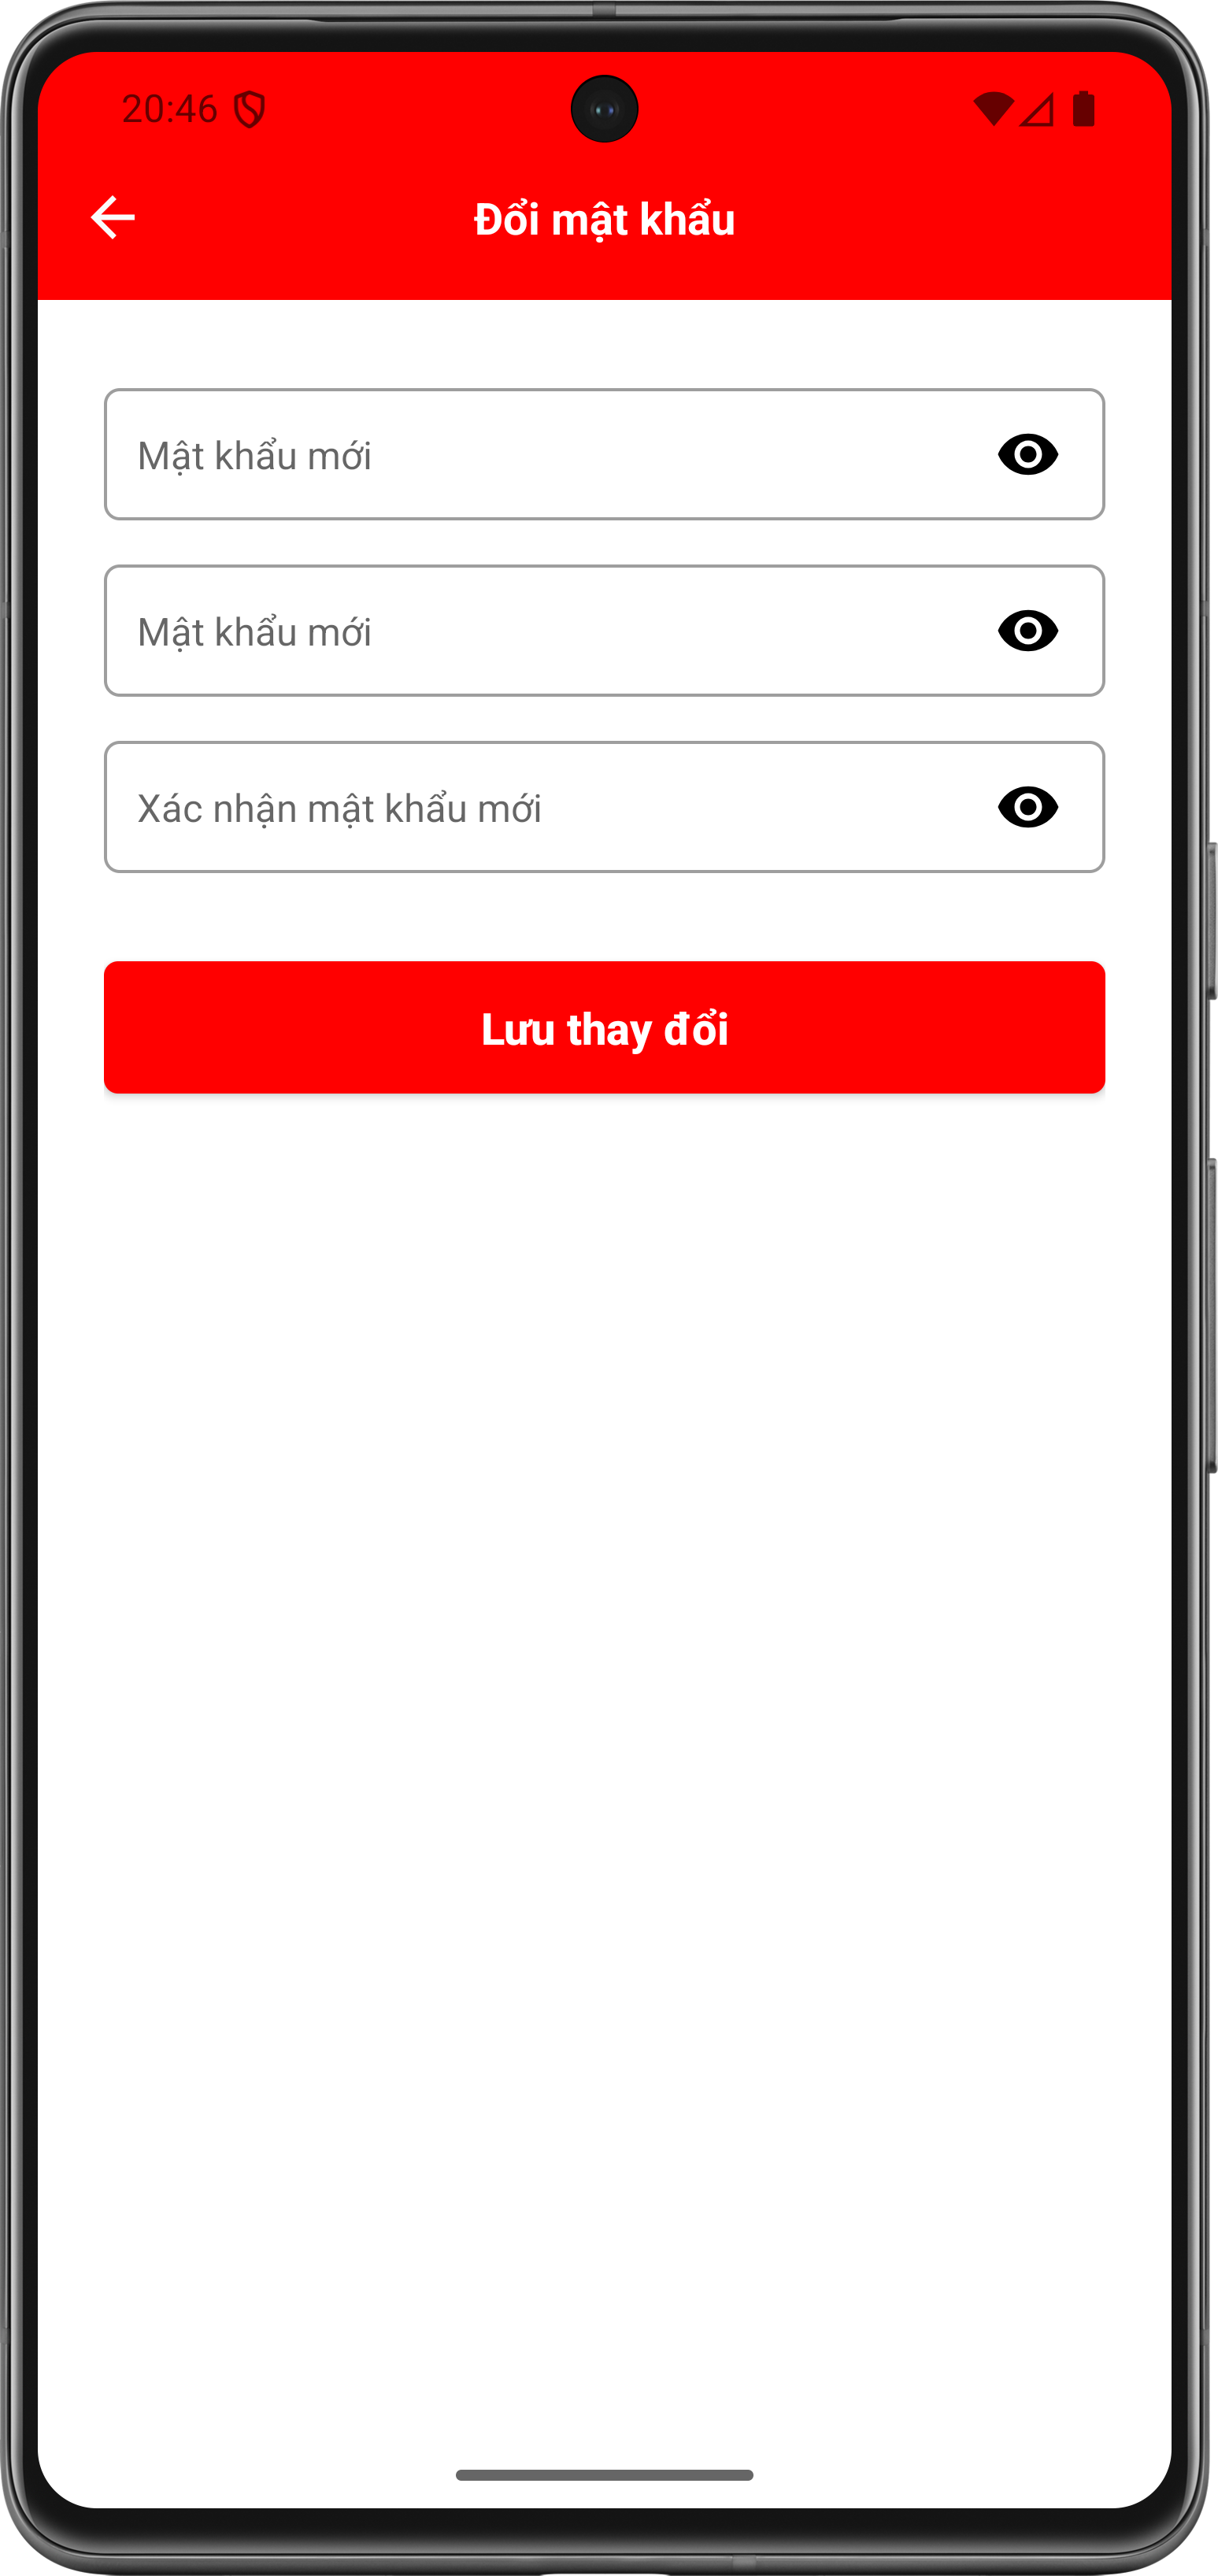 20:46
Đổi mật khẩu
Mật khẩu mới
Mật khẩu mới
Xác nhận mật khẩu mới
Lưu thay đổi